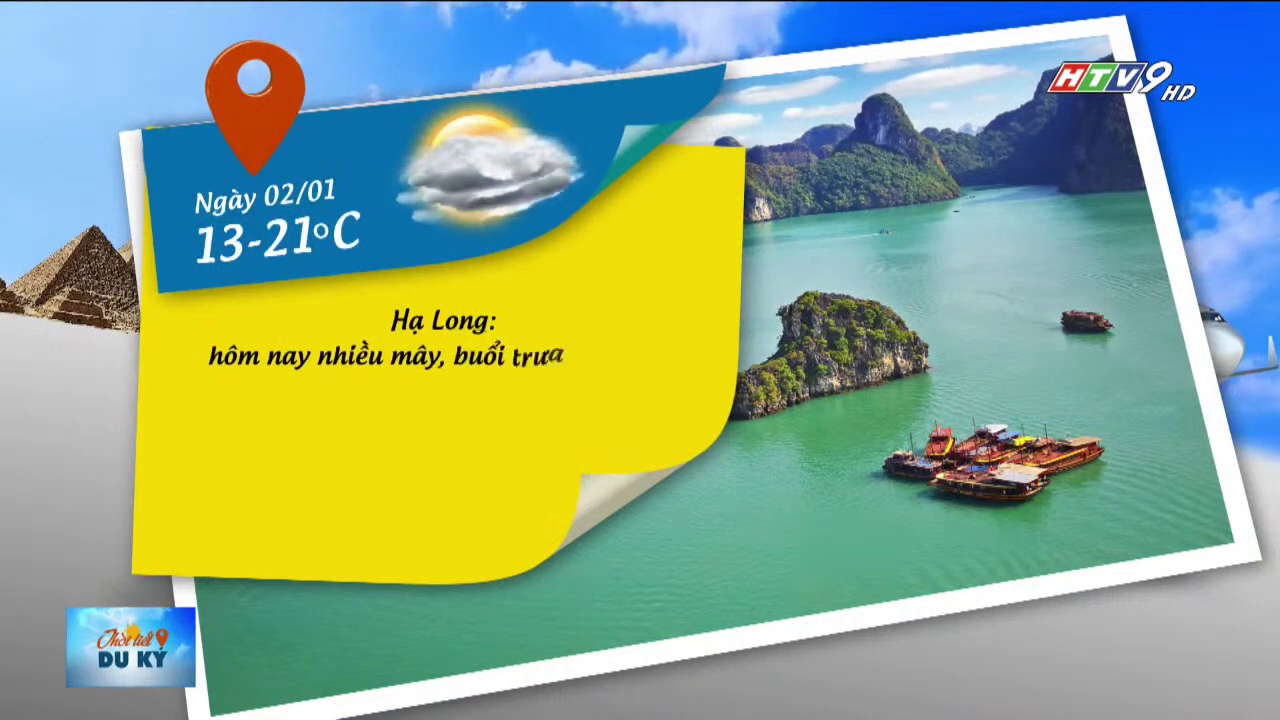 HTV9 HD
Ngày 02/01
13-21°C
Hạ Long:
hôm nay nhiều mây, buổi trưa
Thời tiết
DU KÝ